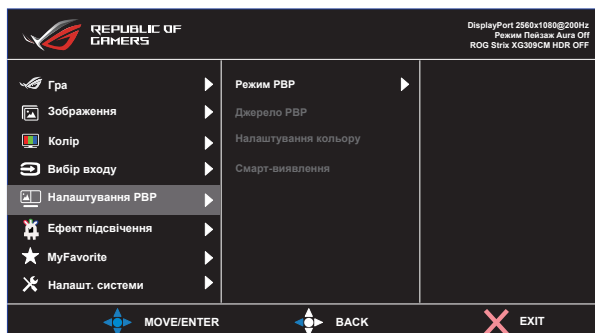 REPUBLIC OF
GAMERS
DisplayPort 2560x1080@200Hz
Режим Пейзаж Aura Off
ROG Strix XG309CM HDR OFF
Гра
Зображення
Колір
Вибір входу
Налаштування PBP
Ефект підсвічення
MyFavorite
Налашт. системи
Режим PBP
Джерело PBP
Налаштування кольору
Смарт-виявлення
MOVE/ENTER
BACK
EXIT